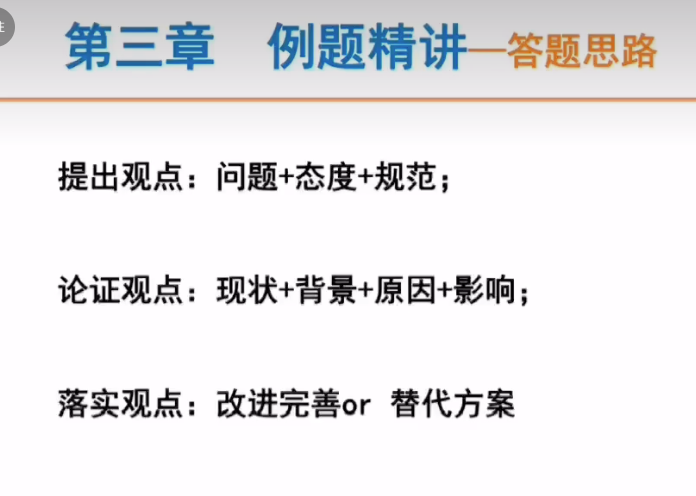 第三章 例题精讲—答题思路
提出观点：问题+态度+规范；
论证观点：现状+背景+原因+影响；
落实观点：改进完善or 替代方案